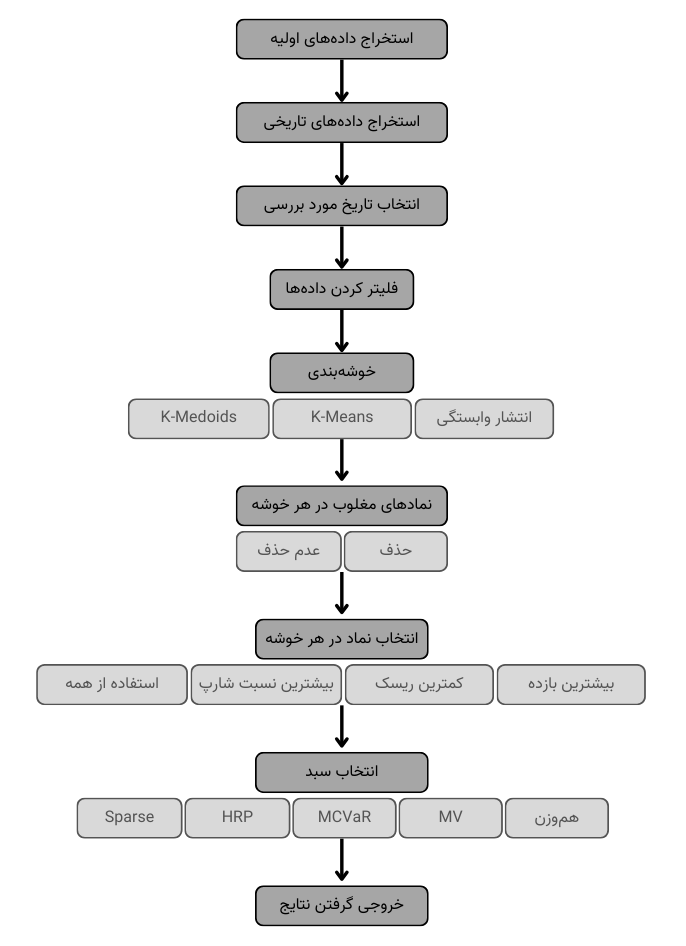 استخراج داده‌های اولیه
استخراج داده‌های تاریخی
انتخاب تاریخ مورد بررسی
فلیتر کردن داده‌ها
خوشه‌بندی
انتشار وابستگی
K-Means
K-Medoids
نمادهای مغلوب در هر خوشه
حذف
عدم حذف
انتخاب نماد در هر خوشه
بیشترین بازده
کمترین ریسک
بیشترین نسبت شارپ
استفاده از همه
انتخاب سبد
هم‌وزن
MV
MCVaR
HRP
Sparse
خروجی گرفتن نتایج